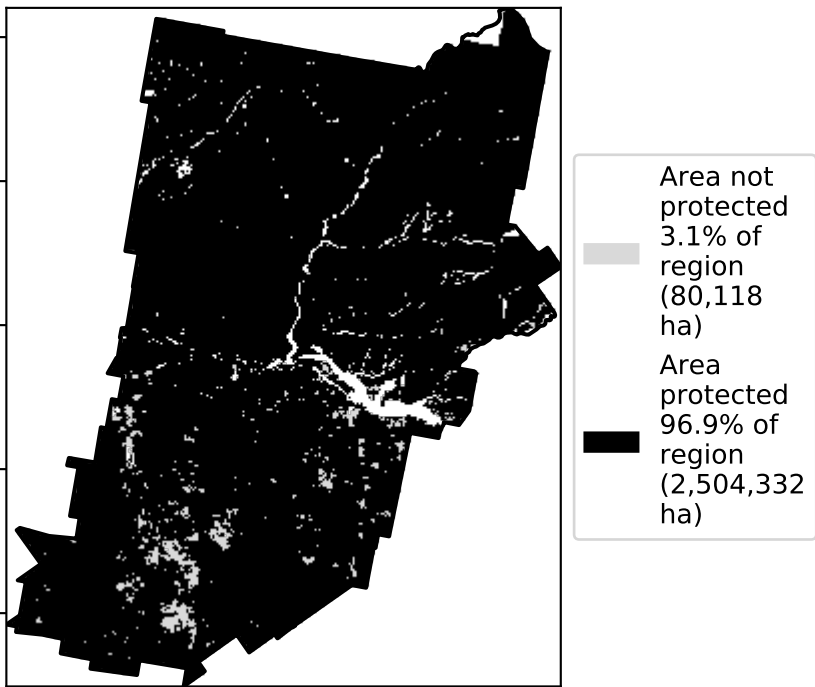 Area not
protected
3.1% of
region
(80,118
ha)
Area
protected
96.9% of
region
(2,504,332
ha)